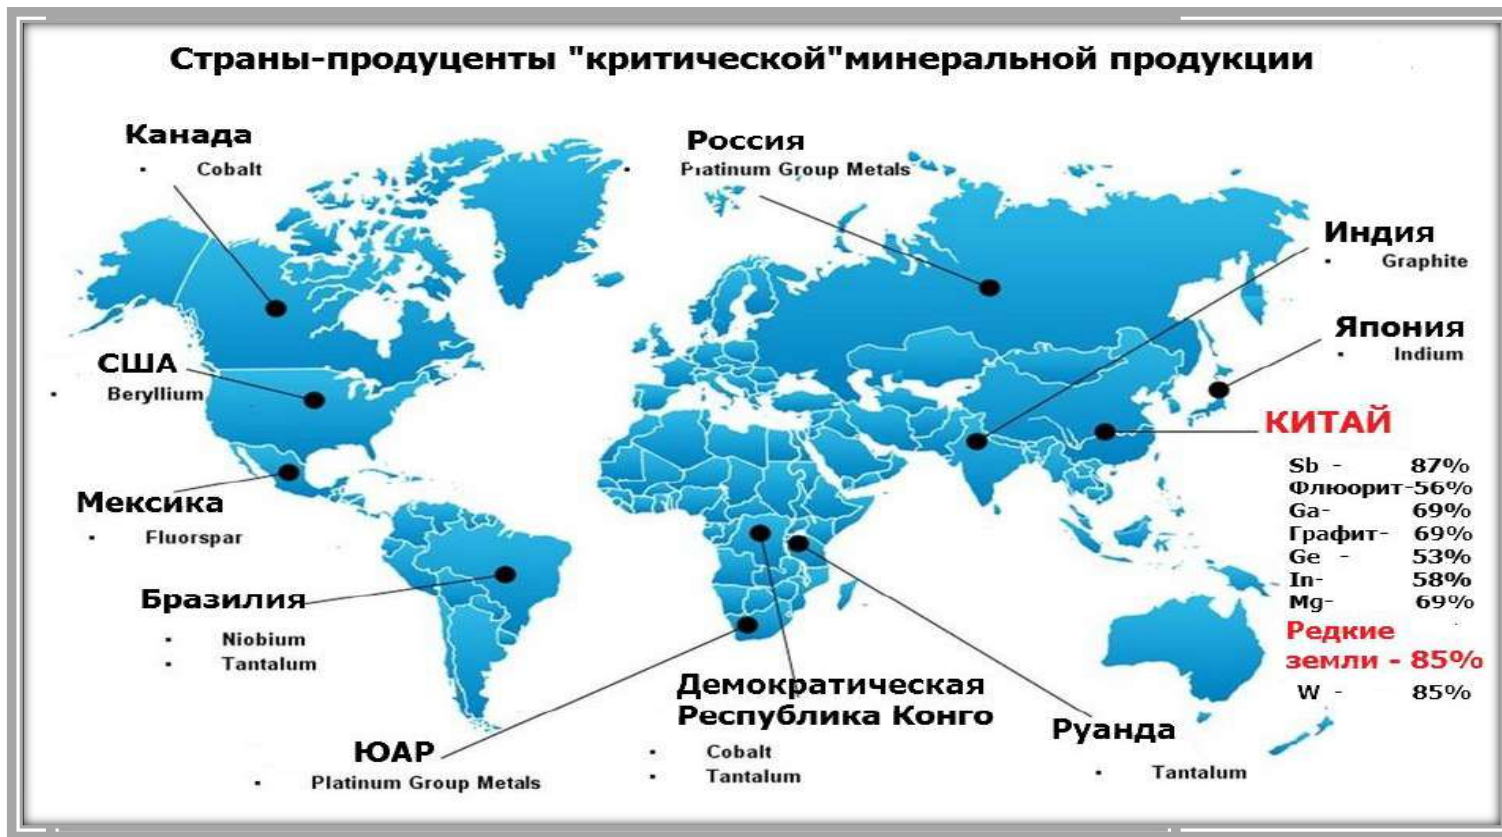 Страны-продуценты "критической"минеральной продукции
Канада
▪ Cobalt
Россия
▪ Platinum Group Metals
Индия
▪ Graphite
Япония
▪ Indium
США
▪ Beryllium
КИТАЙ
Sb - 87%
Флюорит-56%
Ga- 69%
Графит- 69%
Ge - 53%
In- 58%
Mg- 69%
Редкие
земли - 85%
W - 85%
Мексика
▪ Fluorspar
Бразилия
▪ Niobium
▪ Tantalum
ЮАР
▪ Platinum Group Metals
Демократическая
Республика Конго
▪ Cobalt
▪ Tantalum
Руанда
▪ Tantalum